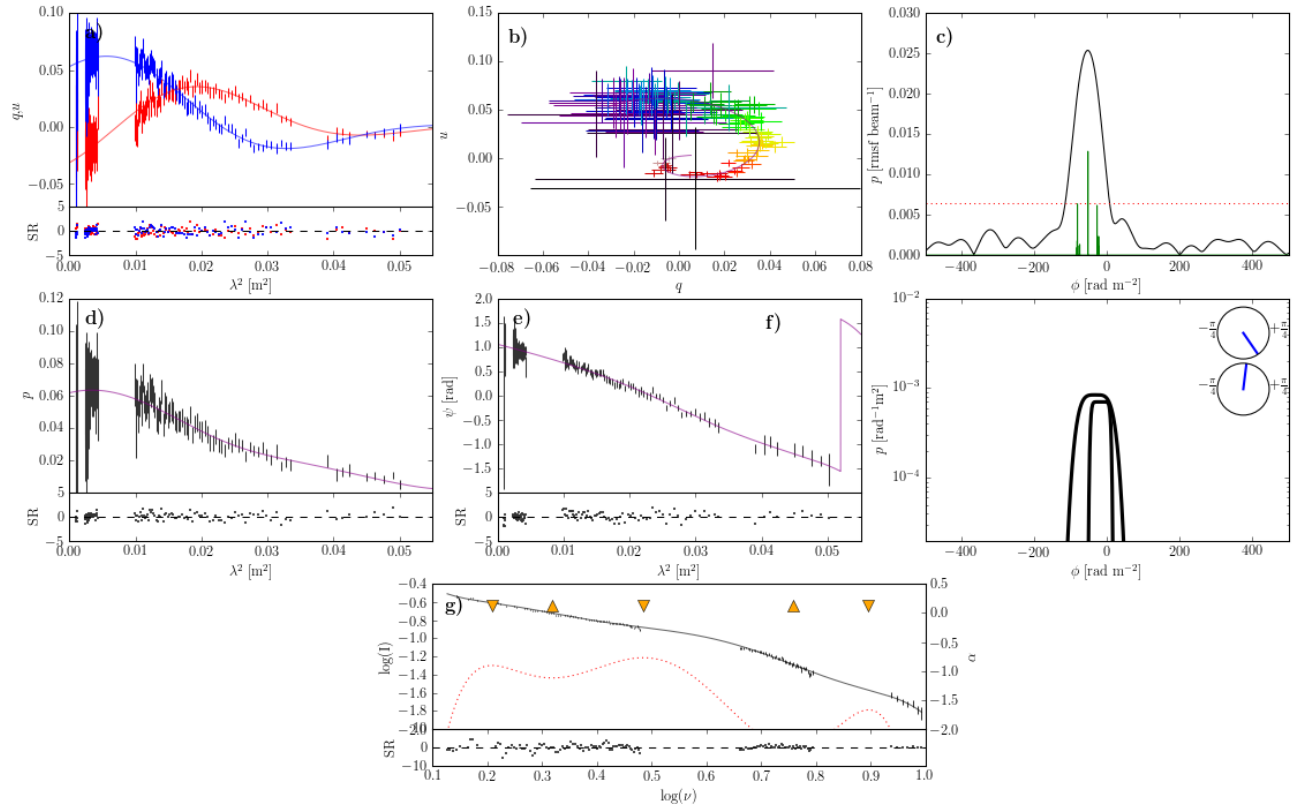 0.10
0.05
0.00
−0.05
q,u
5
0
−5
SR
0.00 0.01 0.02 0.03 0.04 0.05
λ² [m²]
b)
0.15
0.10
0.05
0.00
−0.05
−0.10
u
−0.08 −0.06 −0.04 −0.02 0.00 0.02 0.04 0.06 0.08
q
c)
0.030
0.025
0.020
0.015
0.010
0.005
0.000
p [rmsf beam⁻¹]
−400 −200 0 200 400
ϕ [rad m⁻²]
d)
0.12
0.10
0.08
0.06
0.04
0.02
p
5
0
−5
SR
0.00 0.01 0.02 0.03 0.04 0.05
λ² [m²]
e)
2.0
1.5
1.0
0.5
0.0
−0.5
−1.0
−1.5
ψ [rad]
5
0
−5
SR
0.00 0.01 0.02 0.03 0.04 0.05
λ² [m²]
f)
10⁻²
10⁻³
10⁻⁴
p [rad⁻¹m²]
−π/4 +π/4
−π/4 +π/4
−400 −200 0 200 400
ϕ [rad m⁻²]
g)
−0.4
−0.6
−0.8
−1.0
−1.2
−1.4
−1.6
−1.8
−2.0
log(I)
0.5
0.0
−0.5
−1.0
−1.5
−2.0
α
10
0
−10
SR
0.1 0.2 0.3 0.4 0.5 0.6 0.7 0.8 0.9 1.0
log(ν)